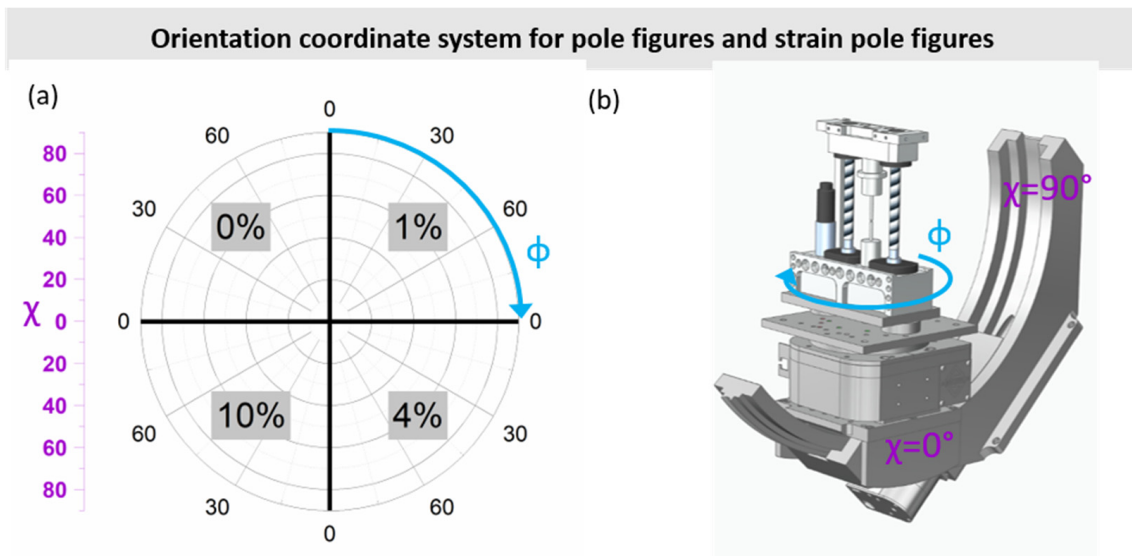 Orientation coordinate system for pole figures and strain pole figures
(a)
80
60
40
20
χ 0
20
40
60
80
0
60 30
30 60
0% 1%
ϕ
0 0
10% 4%
60 30
30 60
0
(b)
χ=90°
ϕ
χ=0°